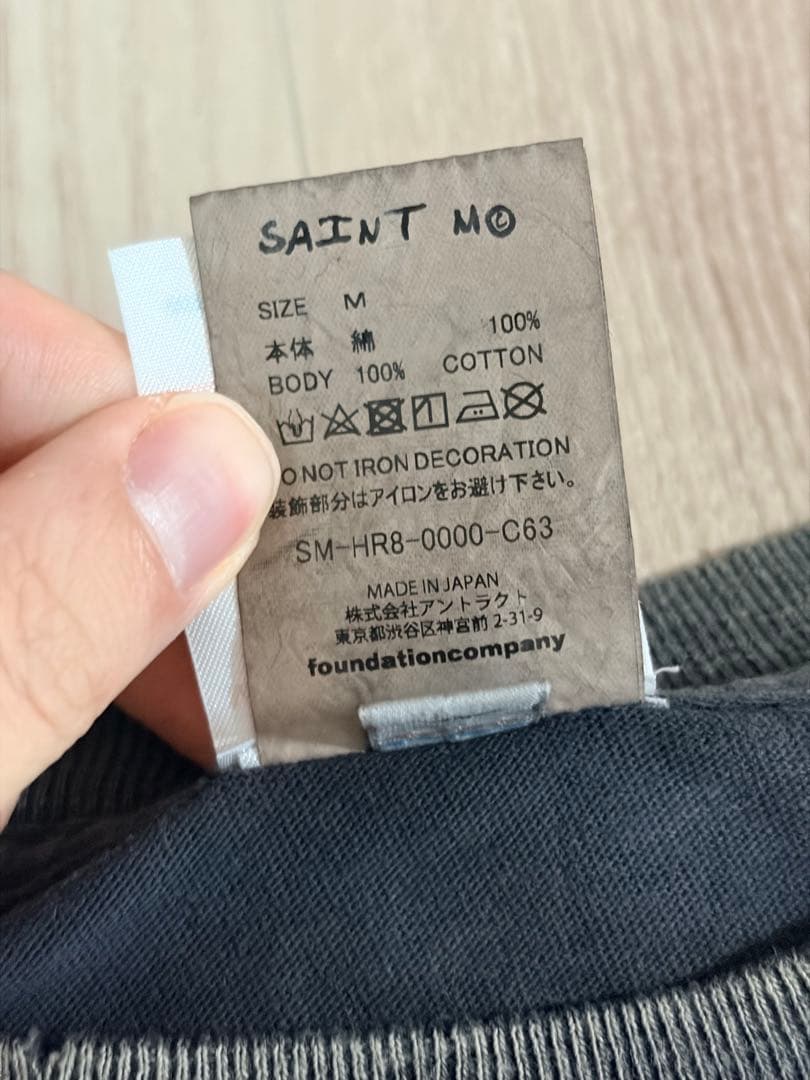 SAINT M©
SIZE M
本体 綿 100%
BODY 100% COTTON
O NOT IRON DECORATION
装飾部分はアイロンをお避け下さい。
SM-HR8-0000-C63
MADE IN JAPAN
株式会社アントラクト
東京都渋谷区神宮前 2-31-9
foundationcompany